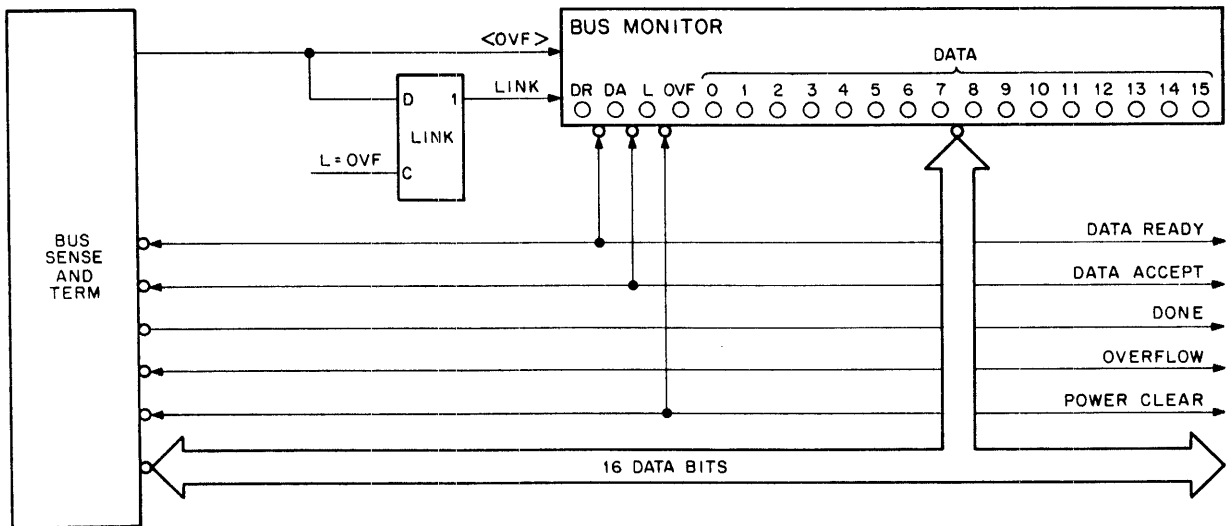 BUS MONITOR
<OVF>
DATA
LINK
DR DA L OVF 0 1 2 3 4 5 6 7 8 9 10 11 12 13 14 15
D 1
LINK
L=OVF
C
BUS
SENSE
AND
TERM
DATA READY
DATA ACCEPT
DONE
OVERFLOW
POWER CLEAR
16 DATA BITS